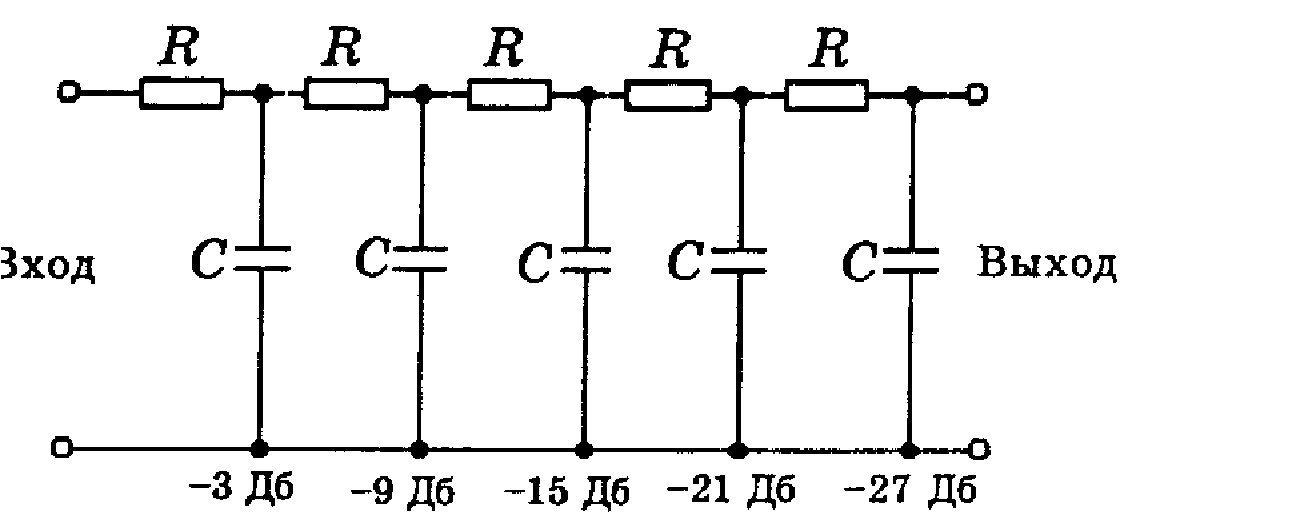 R R R R R
Вход C C C C C Выход
-3 Дб -9 Дб -15 Дб -21 Дб -27 Дб